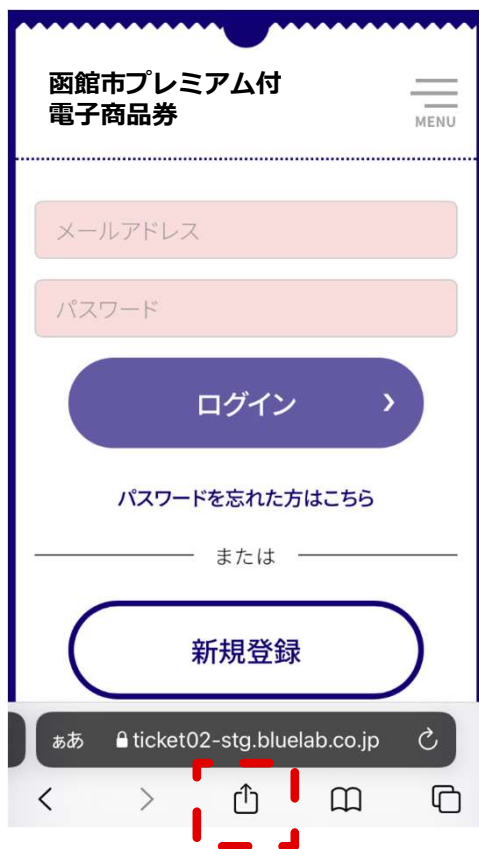 函館市プレミアム付
電子商品券
MENU
メールアドレス
パスワード
ログイン
パスワードを忘れた方はこちら
または
新規登録
ぁあ ticket02-stg.bluelab.co.jp